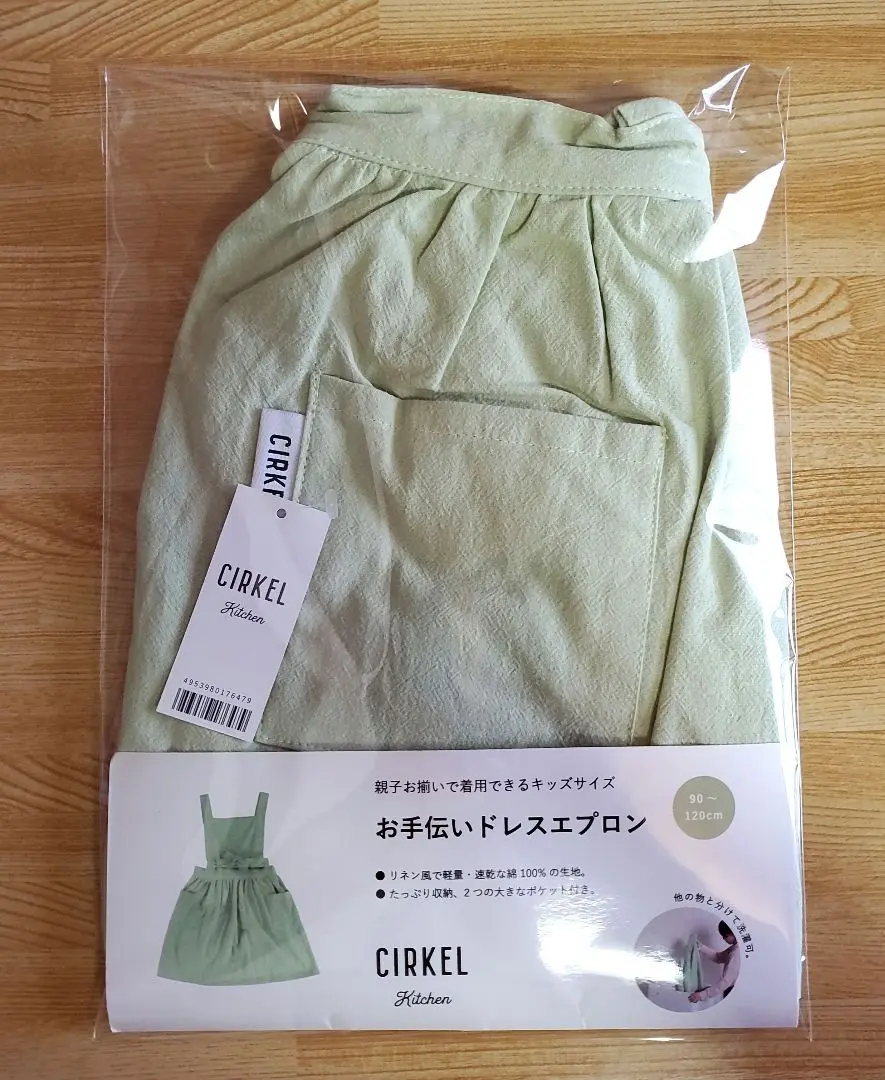 CIRKE
CIRKEL
Kitchen
4953980176479
親子お揃いで着用できるキッズサイズ
お手伝いドレスエプロン
90～
120cm
● リネン風で軽量・速乾な綿100%の生地。
● たっぷり収納、2つの大きなポケット付き。
他の物と分けて洗濯可。
CIRKEL
Kitchen